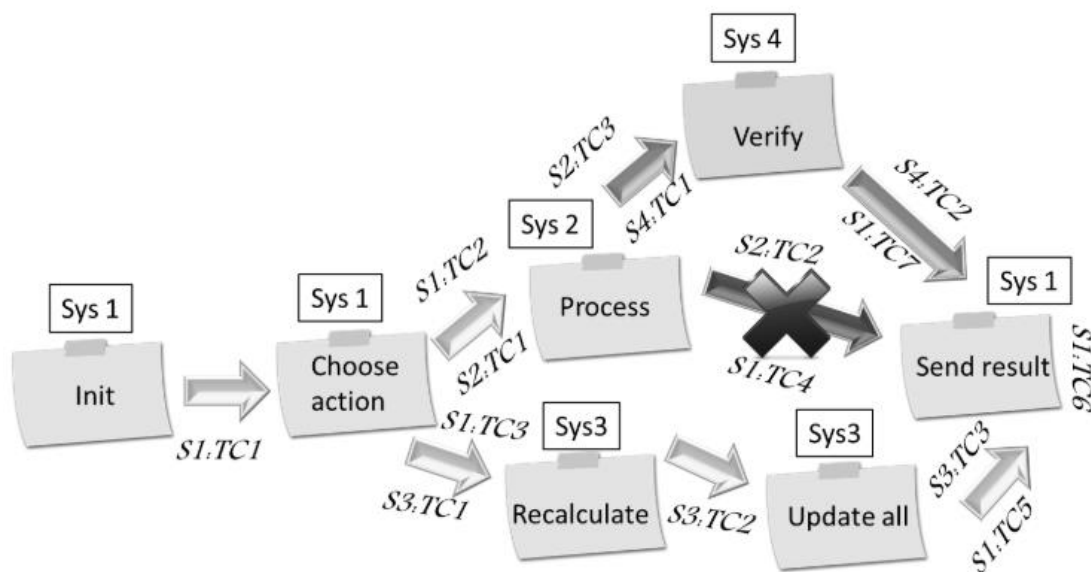 Sys 4
Verify
S2:TC3
S4:TC1
S4:TC2
S1:TC7
Sys 2
Process
S2:TC2
S1:TC4
S1:TC2
S2:TC1
Sys 1
Init
S1:TC1
Sys 1
Choose
action
Sys 1
Send result
S1:TC6
S1:TC3
S3:TC1
Sys3
Recalculate
S3:TC2
Sys3
Update all
S3:TC3
S1:TC5